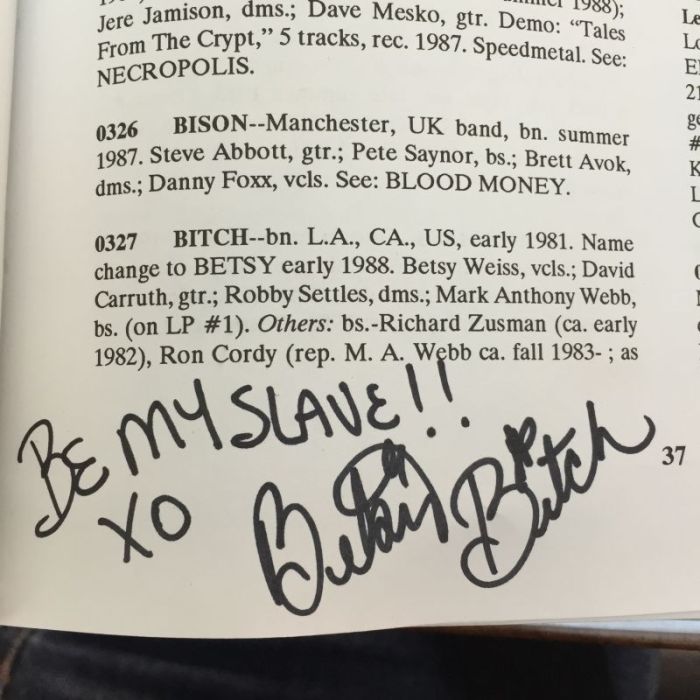 1988);
Jere Jamison, dms.; Dave Mesko, gtr. Demo: “Tales
From The Crypt,” 5 tracks, rec. 1987. Speedmetal. See:
NECROPOLIS.
0326 BISON--Manchester, UK band, bn. summer
1987. Steve Abbott, gtr.; Pete Saynor, bs.; Brett Avok,
dms.; Danny Foxx, vcls. See: BLOOD MONEY.
0327 BITCH--bn. L.A., CA., US, early 1981. Name
change to BETSY early 1988. Betsy Weiss, vcls.; David
Carruth, gtr.; Robby Settles, dms.; Mark Anthony Webb,
bs. (on LP #1). Others: bs.-Richard Zusman (ca. early
1982), Ron Cordy (rep. M. A. Webb ca. fall 1983- ; as
BE MY SLAVE!!
XO Betsy Bitch
37
Le
21
#
K
L